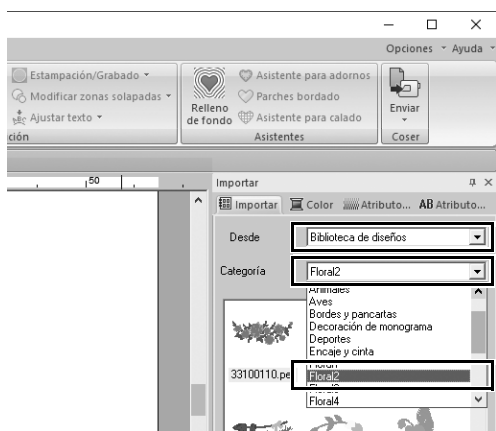 Opciones Ayuda
Estampación/Grabado
Modificar zonas solapadas
Ajustar texto
ción
Relleno de fondo
Asistente para adornos
Parches bordado
Asistente para calado
Asistentes
Enviar
Coser
50
Importar
Importar Color Atributo... AB Atributo...
Desde Biblioteca de diseños
Categoría Floral2
Animales
Aves
Bordes y pancartas
Decoración de monograma
Deportes
Encaje y cinta
Floral2
Floral4
33100110.pe